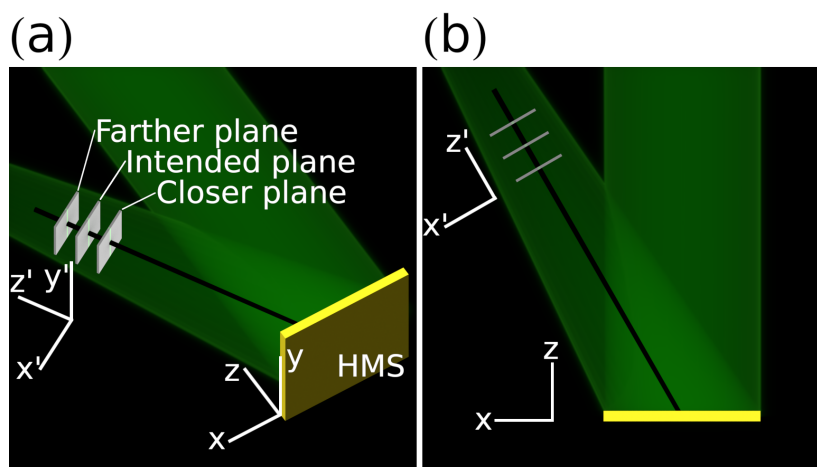 (a)
Farther plane
Intended plane
Closer plane
z' y'
x'
HMS
y
z
x
(b)
z'
x'
z
x